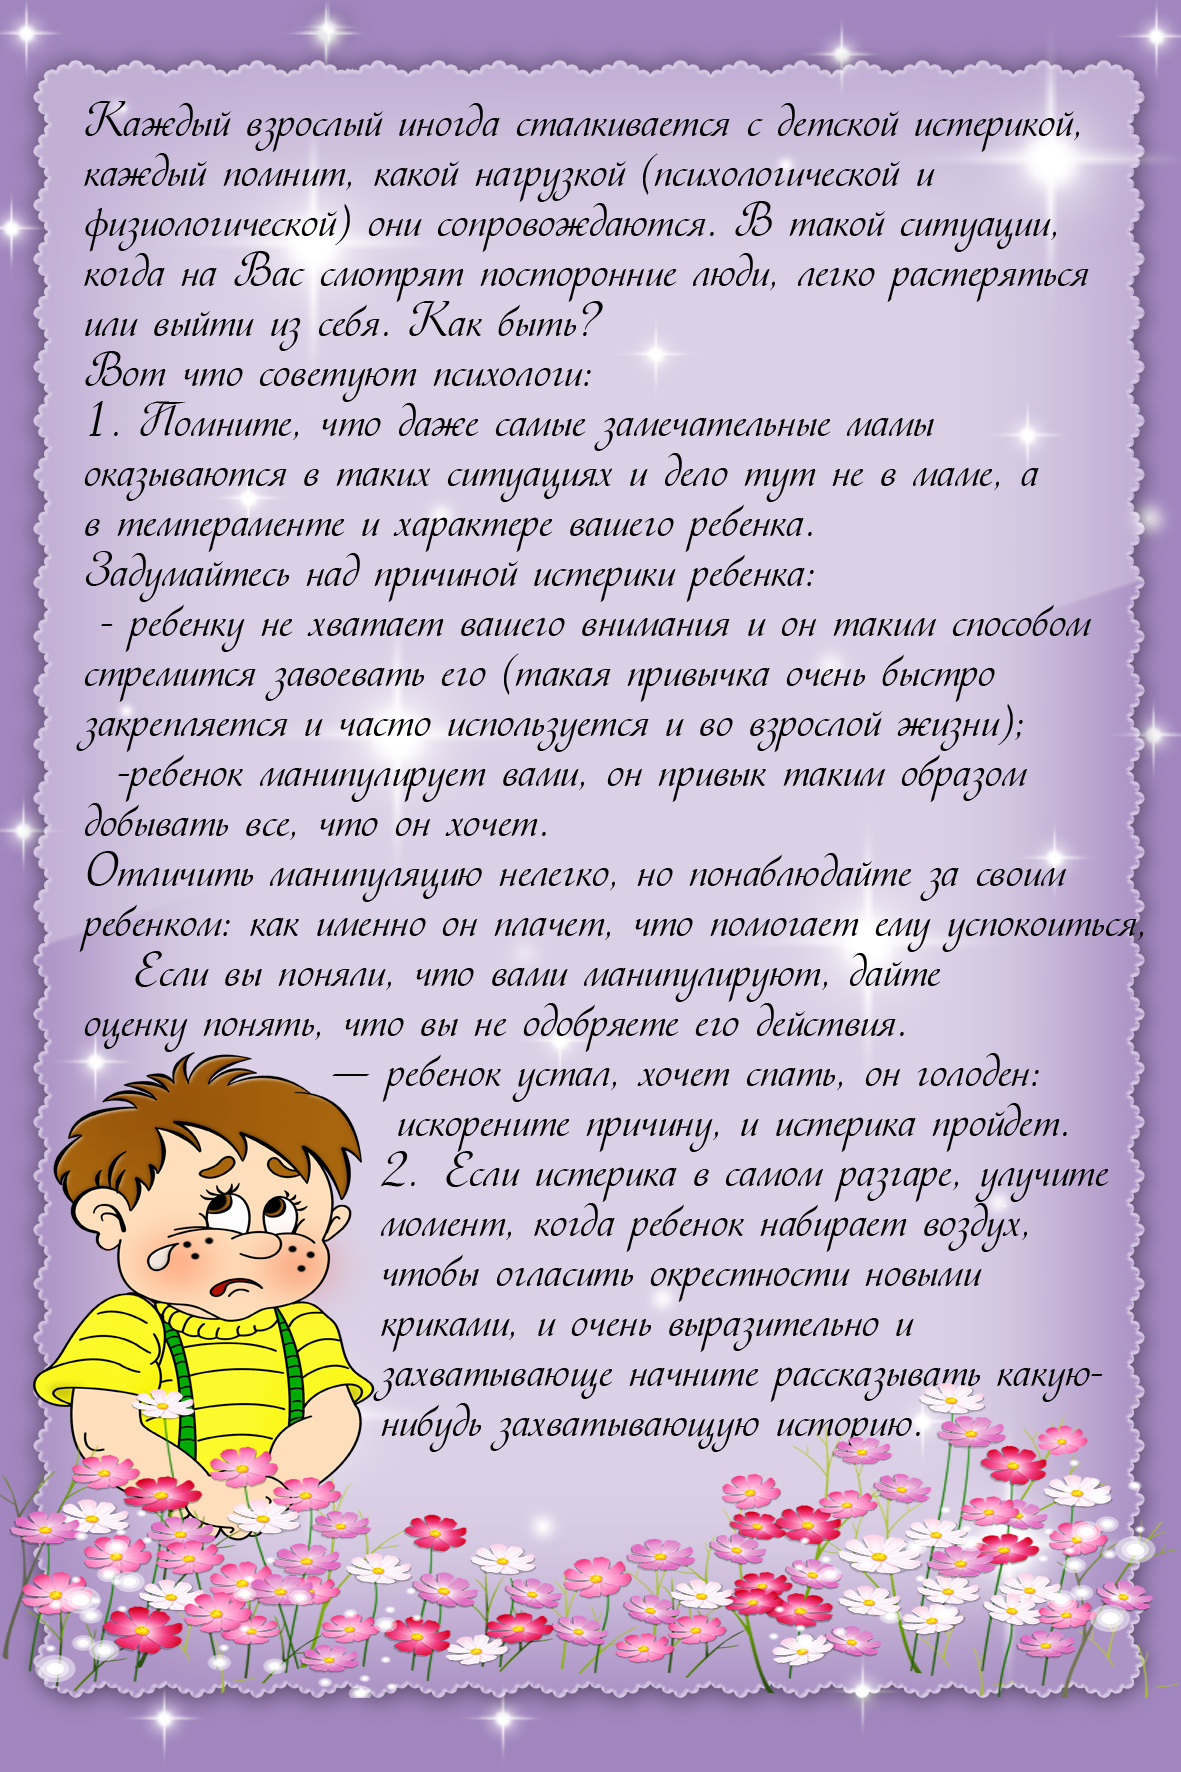 Каждый взрослый иногда сталкивается с детской истерикой,
каждый помнит, какой нагрузкой (психологической и
физиологической) они сопровождаются. В такой ситуации,
когда на Вас смотрят посторонние люди, легко растеряться
или выйти из себя. Как быть?
Вот что советуют психологи:
1. Помните, что даже самые замечательные мамы
оказываются в таких ситуациях и дело тут не в маме, а
в темпераменте и характере вашего ребенка.
Задумайтесь над причиной истерики ребенка:
- ребенку не хватает вашего внимания и он таким способом
стремится завоевать его (такая привычка очень быстро
закрепляется и часто используется и во взрослой жизни);
-ребенок манипулирует вами, он привык таким образом
добывать все, что он хочет.
Отличить манипуляцию нелегко, но понаблюдайте за своим
ребенком: как именно он плачет, что помогает ему успокоиться,
Если вы поняли, что вами манипулируют, дайте
оценку понять, что вы не одобряете его действия.
— ребенок устал, хочет спать, он голоден:
искорените причину, и истерика пройдет.
2. Если истерика в самом разгаре, улучите
момент, когда ребенок набирает воздух,
чтобы огласить окрестности новыми
криками, и очень выразительно и
захватывающе начните рассказывать какую-
нибудь захватывающую историю.